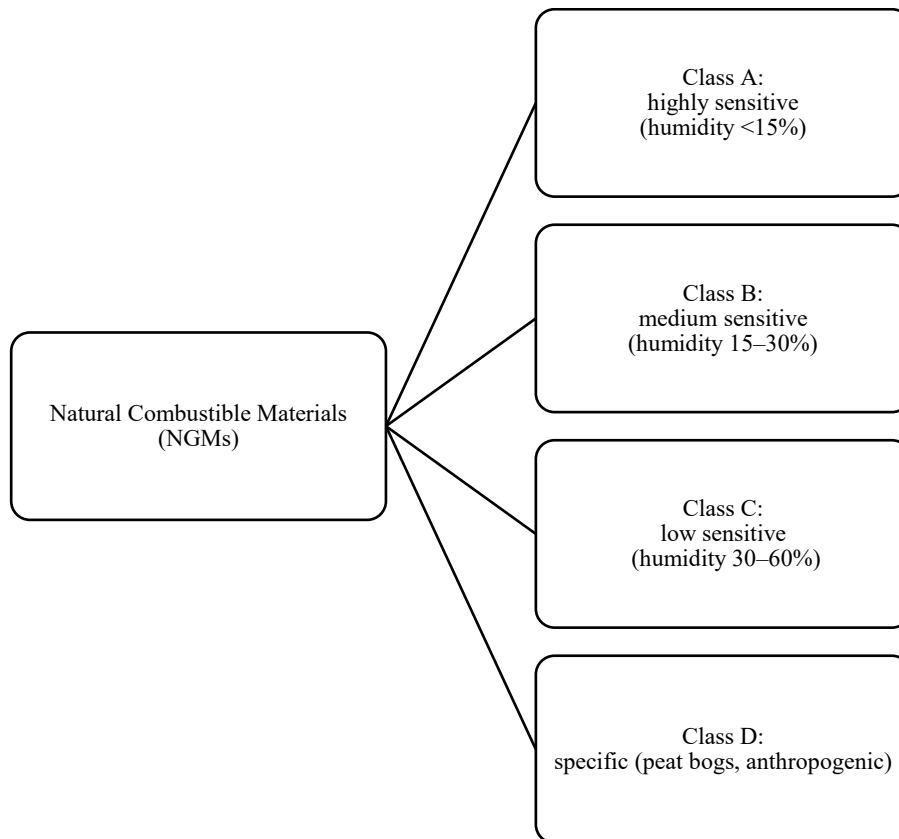 Class A:
highly sensitive
(humidity <15%)
Class B:
medium sensitive
(humidity 15–30%)
Natural Combustible Materials
(NGMs)
Class C:
low sensitive
(humidity 30–60%)
Class D:
specific (peat bogs, anthropogenic)